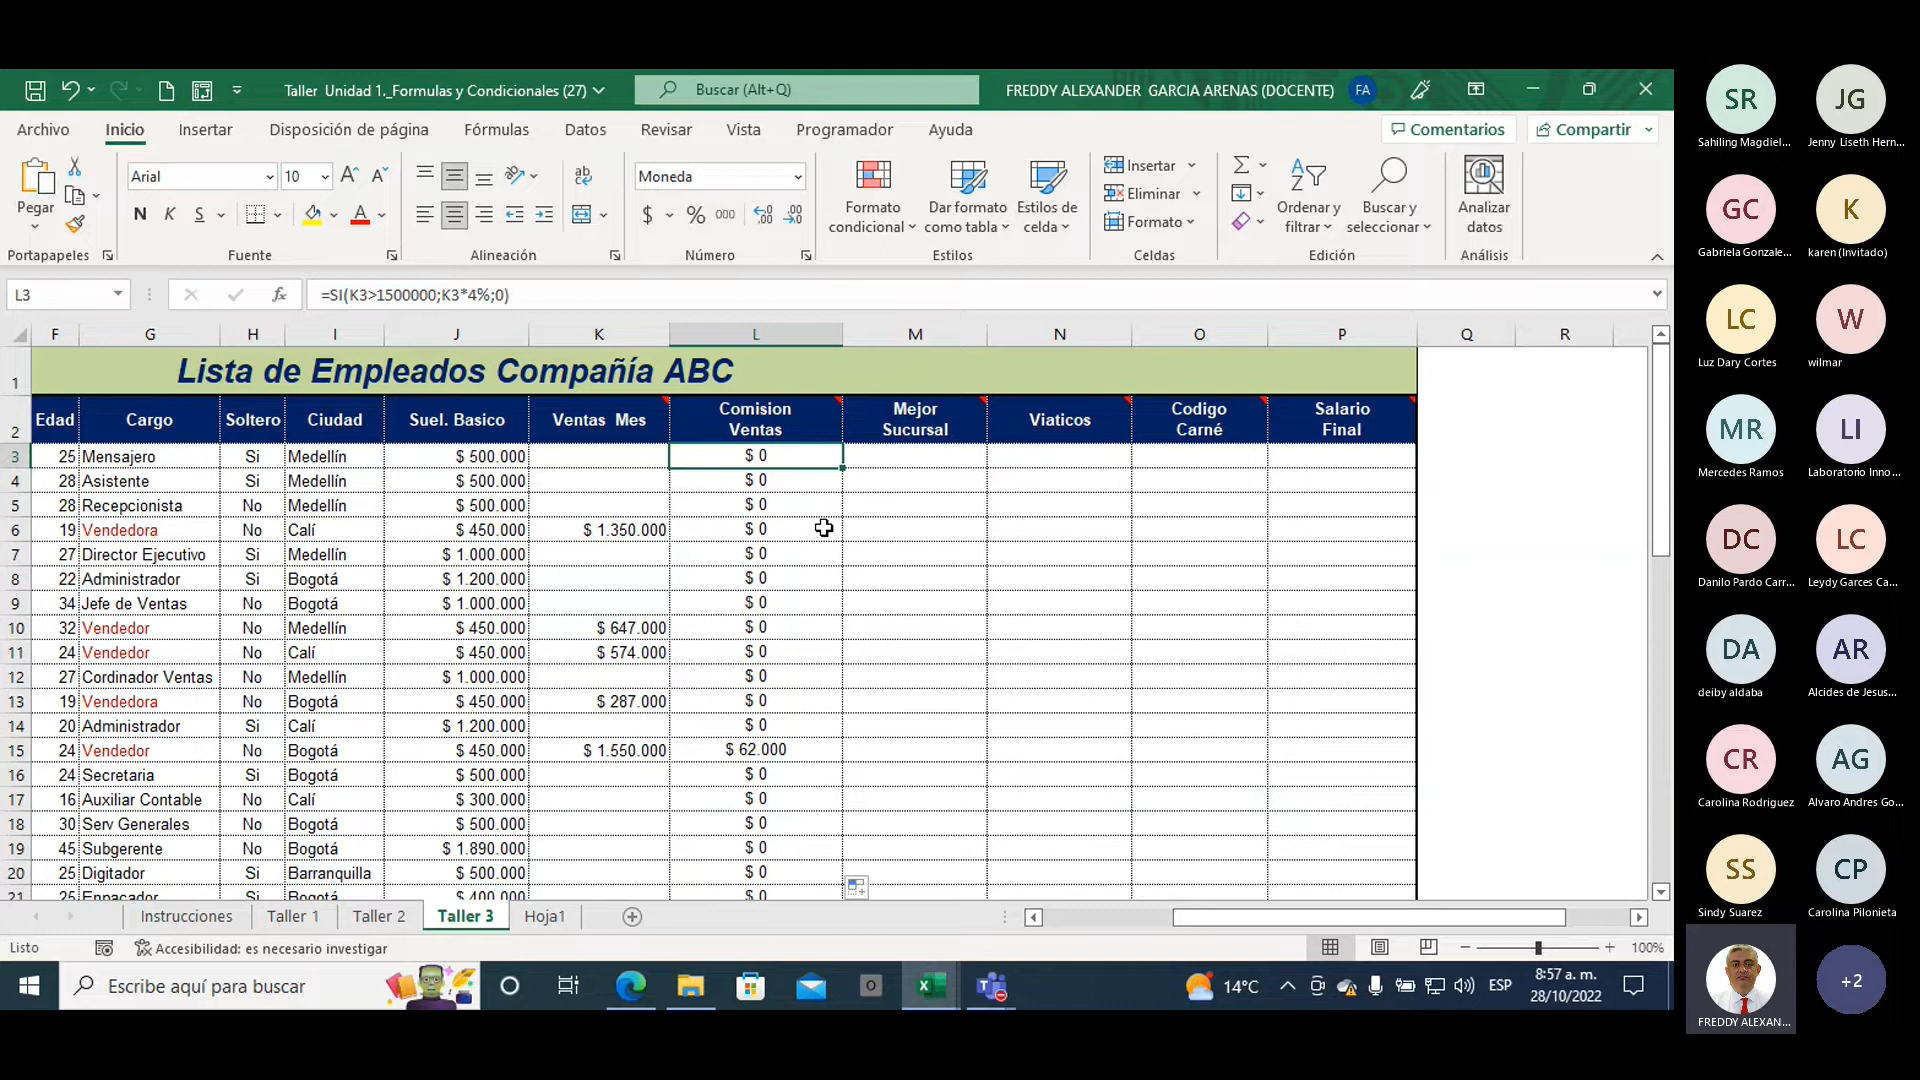 Taller Unidad 1._Formulas y Condicionales (27)
Buscar (Alt+Q)
FREDDY ALEXANDER GARCIA ARENAS (DOCENTE)
FA
Archivo Inicio Insertar Disposición de página Fórmulas Datos Revisar Vista Programador Ayuda
Comentarios Compartir
Pegar
Arial 10
N K S
Moneda
$ % 000
Formato condicional
Dar formato como tabla
Estilos de celda
Insertar
Eliminar
Formato
Ordenar y filtrar
Buscar y seleccionar
Analizar datos
Portapapeles Fuente Alineación Número Estilos Celdas Edición Análisis
L3 fx =SI(K3>1500000;K3*4%;0)
F G H I J K L M N O P Q R
1 Lista de Empleados Compañía ABC
2 Edad Cargo Soltero Ciudad Suel. Basico Ventas Mes Comision Ventas Mejor Sucursal Viaticos Codigo Carné Salario Final
3 25 Mensajero Si Medellín $ 500.000 $ 0
4 28 Asistente Si Medellín $ 500.000 $ 0
5 28 Recepcionista No Medellín $ 500.000 $ 0
6 19 Vendedora No Calí $ 450.000 $ 1.350.000 $ 0
7 27 Director Ejecutivo Si Medellín $ 1.000.000 $ 0
8 22 Administrador Si Bogotá $ 1.200.000 $ 0
9 34 Jefe de Ventas No Bogotá $ 1.000.000 $ 0
10 32 Vendedor No Medellín $ 450.000 $ 647.000 $ 0
11 24 Vendedor No Calí $ 450.000 $ 574.000 $ 0
12 27 Cordinador Ventas No Medellín $ 1.000.000 $ 0
13 19 Vendedora No Bogotá $ 450.000 $ 287.000 $ 0
14 20 Administrador Si Calí $ 1.200.000 $ 0
15 24 Vendedor No Bogotá $ 450.000 $ 1.550.000 $ 62.000
16 24 Secretaria Si Bogotá $ 500.000 $ 0
17 16 Auxiliar Contable No Calí $ 300.000 $ 0
18 30 Serv Generales No Bogotá $ 500.000 $ 0
19 45 Subgerente No Bogotá $ 1.890.000 $ 0
20 25 Digitador Si Barranquilla $ 500.000 $ 0
21 25 Enpacador Si Bogotá $ 400.000 $ 0
Instrucciones Taller 1 Taller 2 Taller 3 Hoja1
Listo Accesibilidad: es necesario investigar 100%
Escribe aquí para buscar
14°C ESP 8:57 a. m.
28/10/2022
SR JG
Sahiling Magdiel... Jenny Liseth Hern...
GC K
Gabriela Gonzale... karen (Invitado)
LC W
Luz Dary Cortes wilmar
MR LI
Mercedes Ramos Laboratorio Inno...
DC LC
Danilo Pardo Carr... Leydy Garces Ca...
DA AR
deiby aldaba Alcides de Jesus...
CR AG
Carolina Rodriguez Alvaro Andres Go...
SS CP
Sindy Suarez Carolina Pilonieta
+2
FREDDY ALEXAN...